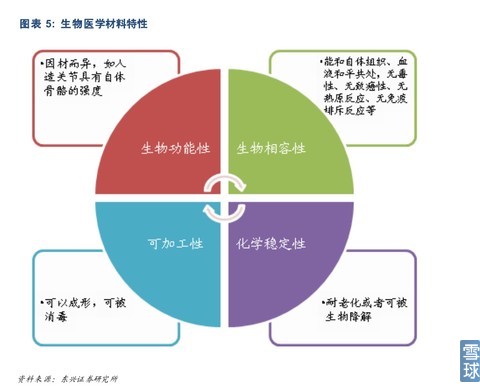 图表 5: 生物医学材料特性
•因材而异，如人
造关节具有自体
骨骼的强度
•能和自体组织、血
液和平共处，无毒
性、无致癌性、无
热原反应、无免疫
排斥反应等
生物功能性
生物相容性
可加工性
化学稳定性
•可以成形，可被
消毒
•耐老化或者可被
生物降解
资料来源：东兴证券研究所
雪球